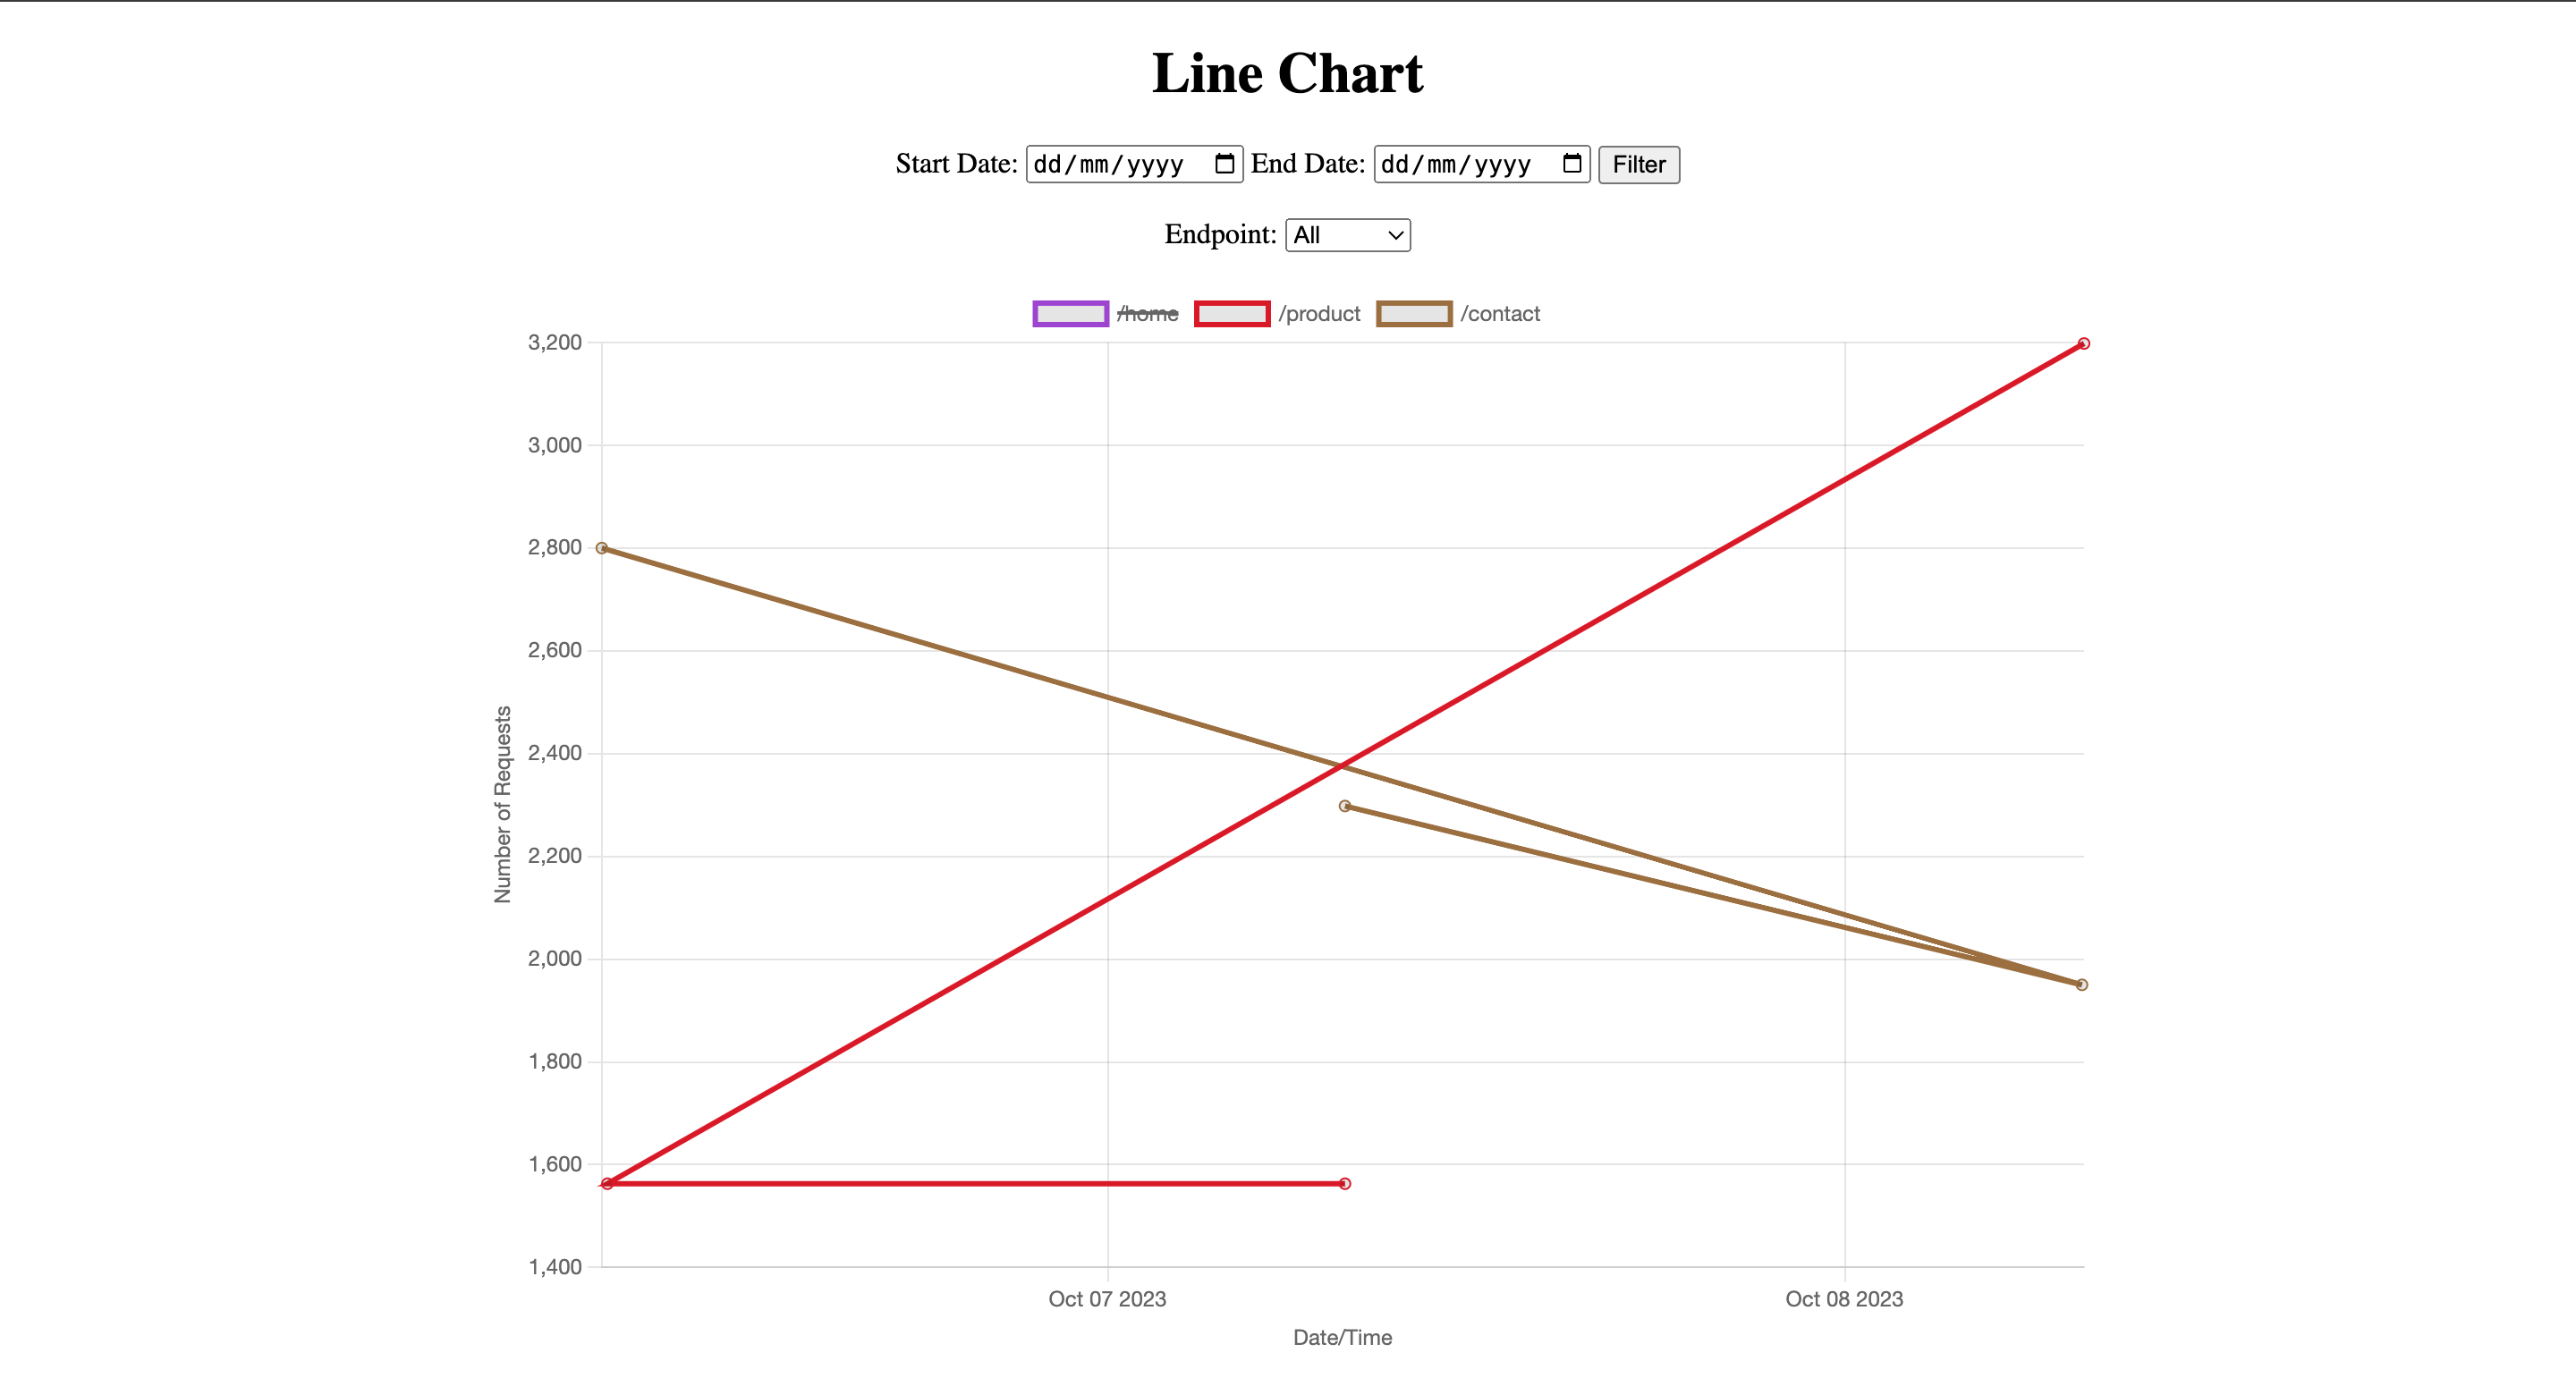 Line Chart
Start Date: dd/mm/yyyy End Date: dd/mm/yyyy Filter
Endpoint: All
/home /product /contact
3,200
3,000
2,800
2,600
2,400
2,200
2,000
1,800
1,600
1,400
Number of Requests
Oct 07 2023 Oct 08 2023
Date/Time